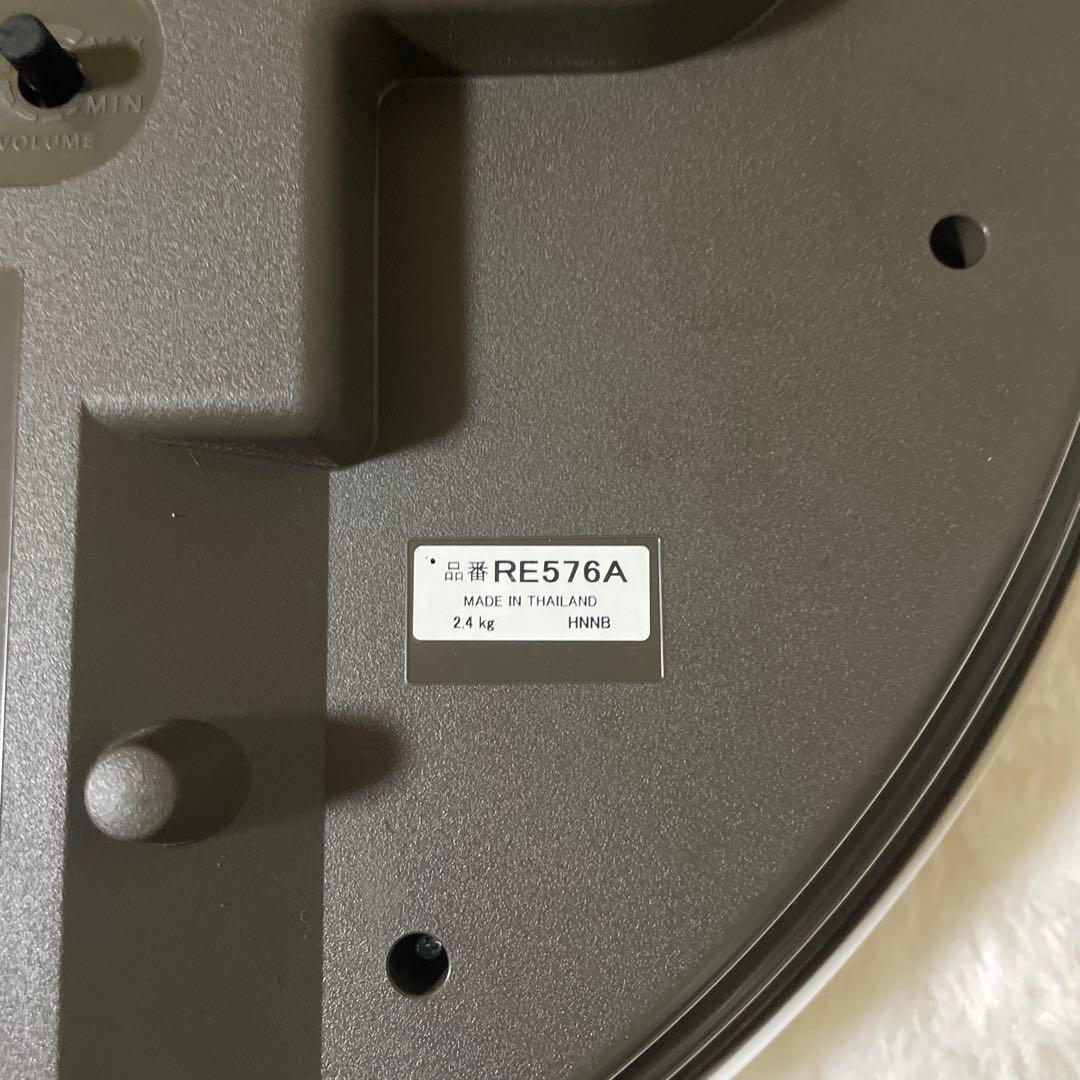 MIN
VOLUME
品番 RE576A
MADE IN THAILAND
2.4 kg HNNB